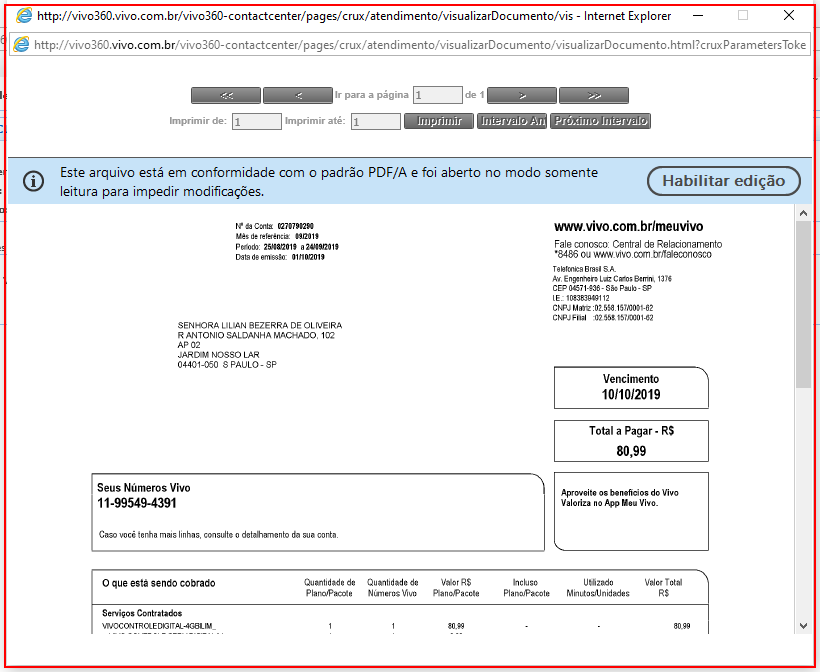 http://vivo360.vivo.com.br/vivo360-contactcenter/pages/crux/atendimento/visualizarDocumento/vis - Internet Explorer
http://vivo360.vivo.com.br/vivo360-contactcenter/pages/crux/atendimento/visualizarDocumento/visualizarDocumento.html?cruxParametersToke
<< < Ir para a página 1 de 1 > >>
Imprimir de: 1 Imprimir até: 1 Imprimir Intervalo An Próximo Intervalo
Este arquivo está em conformidade com o padrão PDF/A e foi aberto no modo somente
leitura para impedir modificações.
Habilitar edição
Nº da Conta: 0270790290
Mês de referência: 09/2019
Período: 25/08/2019 a 24/09/2019
Data de emissão: 01/10/2019
www.vivo.com.br/meuvivo
Fale conosco: Central de Relacionamento
*8486 ou www.vivo.com.br/faleconosco
Telefonica Brasil S.A.
Av. Engenheiro Luiz Carlos Berrini, 1376
CEP 04571-936 - São Paulo - SP
I.E.: 108383949112
CNPJ Matriz :02.558.157/0001-62
CNPJ Filial :02.558.157/0001-62
SENHORA LILIAN BEZERRA DE OLIVEIRA
R ANTONIO SALDANHA MACHADO, 102
AP 02
JARDIM NOSSO LAR
04401-050 S PAULO - SP
Vencimento
10/10/2019
Total a Pagar - R$
80,99
Seus Números Vivo
11-99549-4391
Caso você tenha mais linhas, consulte o detalhamento da sua conta.
Aproveite os benefícios do Vivo
Valoriza no App Meu Vivo.
O que está sendo cobrado
Quantidade de Plano/Pacote
Quantidade de Números Vivo
Valor R$ Plano/Pacote
Incluso Plano/Pacote
Utilizado Minutos/Unidades
Valor Total R$
Serviços Contratados
VIVOCONTROLEDIGITAL-4GBILIM_ 1 1 80,99 - - 80,99